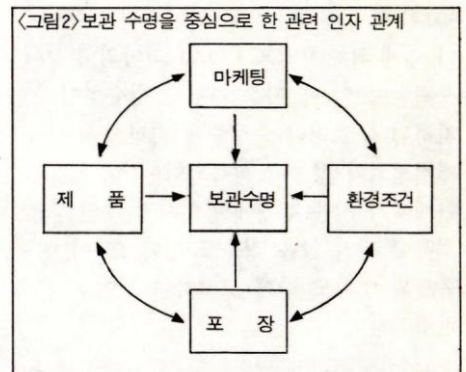 〈그림2〉보관 수명을 중심으로 한 관련 인자 관계
마케팅
제 품
보관수명
환경조건
포 장